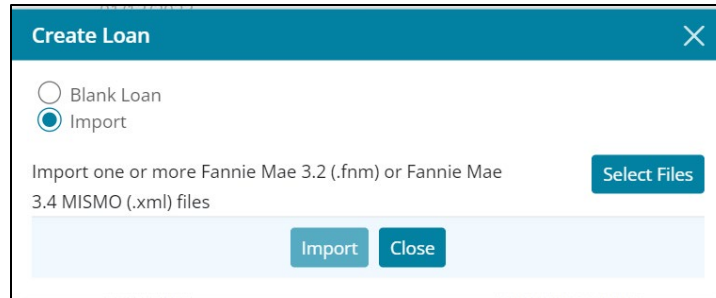 Create Loan
Blank Loan
Import
Import one or more Fannie Mae 3.2 (.fnm) or Fannie Mae
3.4 MISMO (.xml) files
Select Files
Import
Close